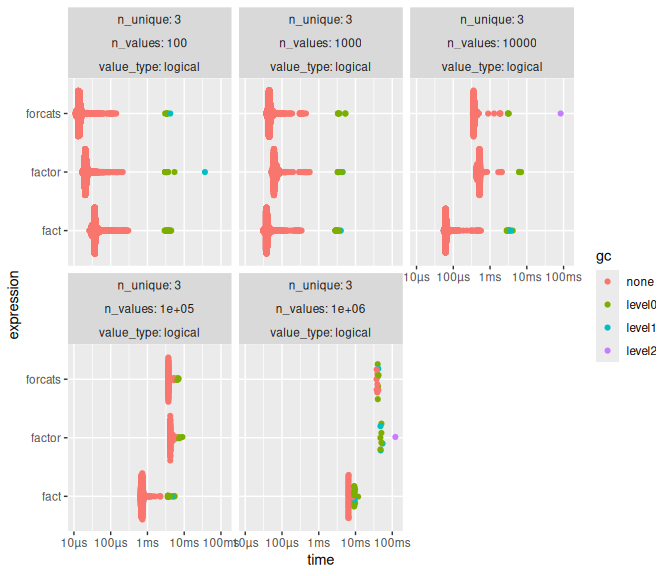 n_unique: 3
n_values: 100
value_type: logical
n_unique: 3
n_values: 1000
value_type: logical
n_unique: 3
n_values: 10000
value_type: logical
forcats
factor
fact
10µs 100µs 1ms 10ms 100ms
n_unique: 3
n_values: 1e+05
value_type: logical
n_unique: 3
n_values: 1e+06
value_type: logical
forcats
factor
fact
10µs 100µs 1ms 10ms 100ms 10µs 100µs 1ms 10ms 100ms
time
expression
gc
none
level0
level1
level2